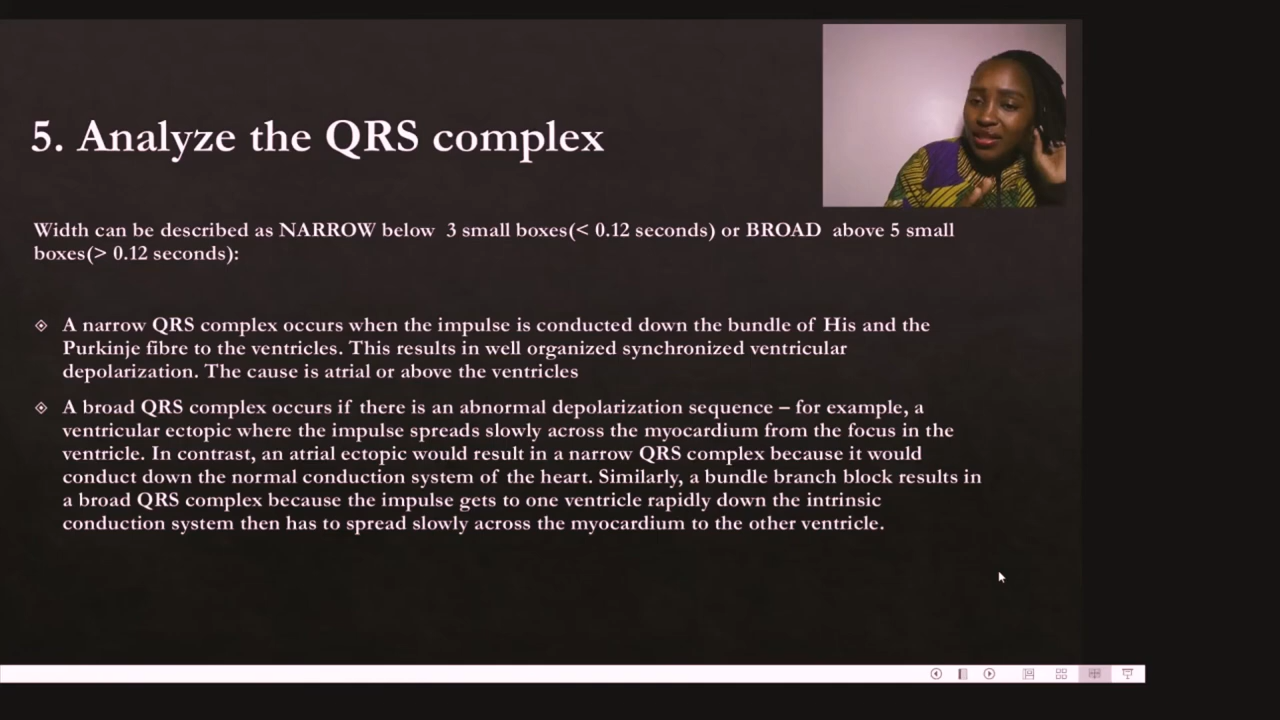 5. Analyze the QRS complex
Width can be described as NARROW below 3 small boxes(< 0.12 seconds) or BROAD above 5 small
boxes(> 0.12 seconds):
A narrow QRS complex occurs when the impulse is conducted down the bundle of His and the
Purkinje fibre to the ventricles. This results in well organized synchronized ventricular
depolarization. The cause is atrial or above the ventricles
A broad QRS complex occurs if there is an abnormal depolarization sequence – for example, a
ventricular ectopic where the impulse spreads slowly across the myocardium from the focus in the
ventricle. In contrast, an atrial ectopic would result in a narrow QRS complex because it would
conduct down the normal conduction system of the heart. Similarly, a bundle branch block results in
a broad QRS complex because the impulse gets to one ventricle rapidly down the intrinsic
conduction system then has to spread slowly across the myocardium to the other ventricle.